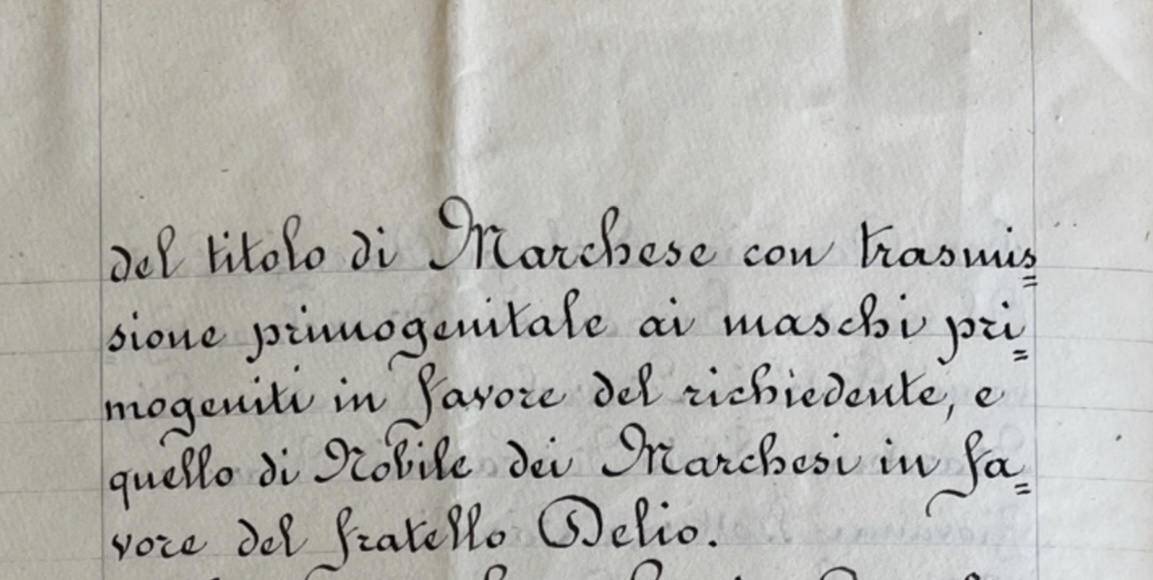 del titolo di Marchese con trasmis=
sione primogenitale ai maschi pri=
mogeniti in favore del richiedente, e
quello di Nobile dei Marchesi in fa=
vore del fratello Delio.